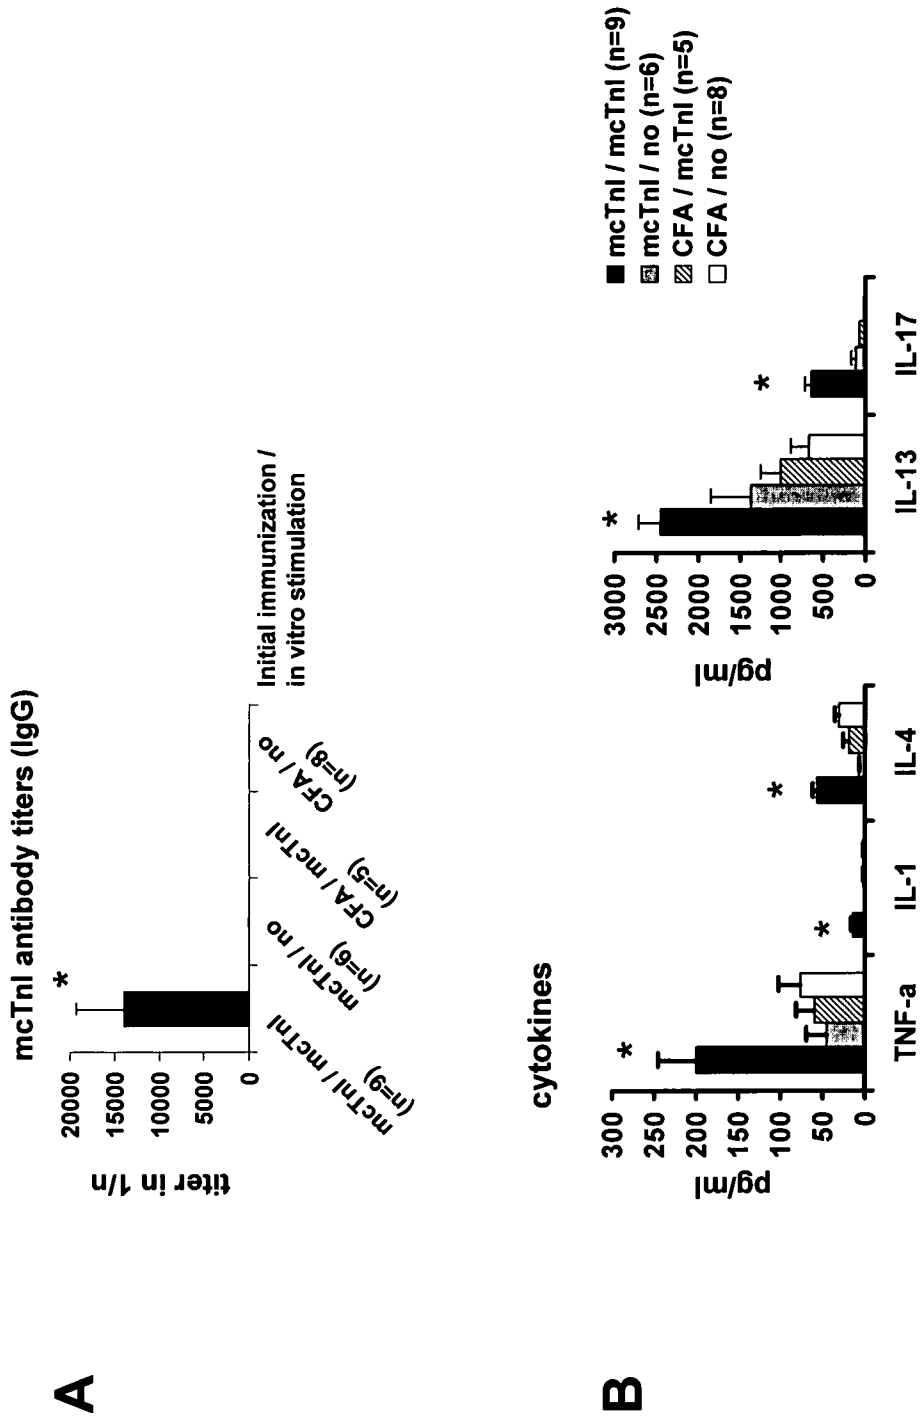 A
mcTnI antibody titers (IgG)
titer in 1/n
20000
15000
10000
5000
0
*
mcTnI / mcTnI
(n=9)
mcTnI / no
(n=6)
CFA / mcTnI
(n=5)
CFA / no
(n=8)
Initial immunization /
in vitro stimulation
B
cytokines
pg/ml
300
250
200
150
100
50
0
*
*
*
TNF-a
IL-1
IL-4
pg/ml
3000
2500
2000
1500
1000
500
0
*
*
IL-13
IL-17
mcTnI / mcTnI (n=9)
mcTnI / no (n=6)
CFA / mcTnI (n=5)
CFA / no (n=8)